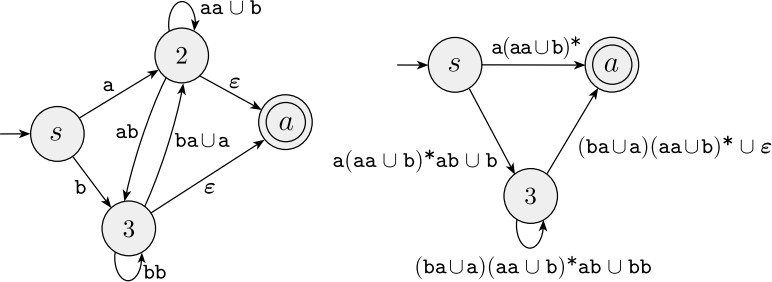 aa ∪ b
2
a
ε
s
ab
ba∪a
a
b
ε
3
bb
s
a(aa∪b)*
a
a(aa ∪ b)*ab ∪ b
(ba∪a)(aa∪b)* ∪ ε
3
(ba∪a)(aa ∪ b)*ab ∪ bb